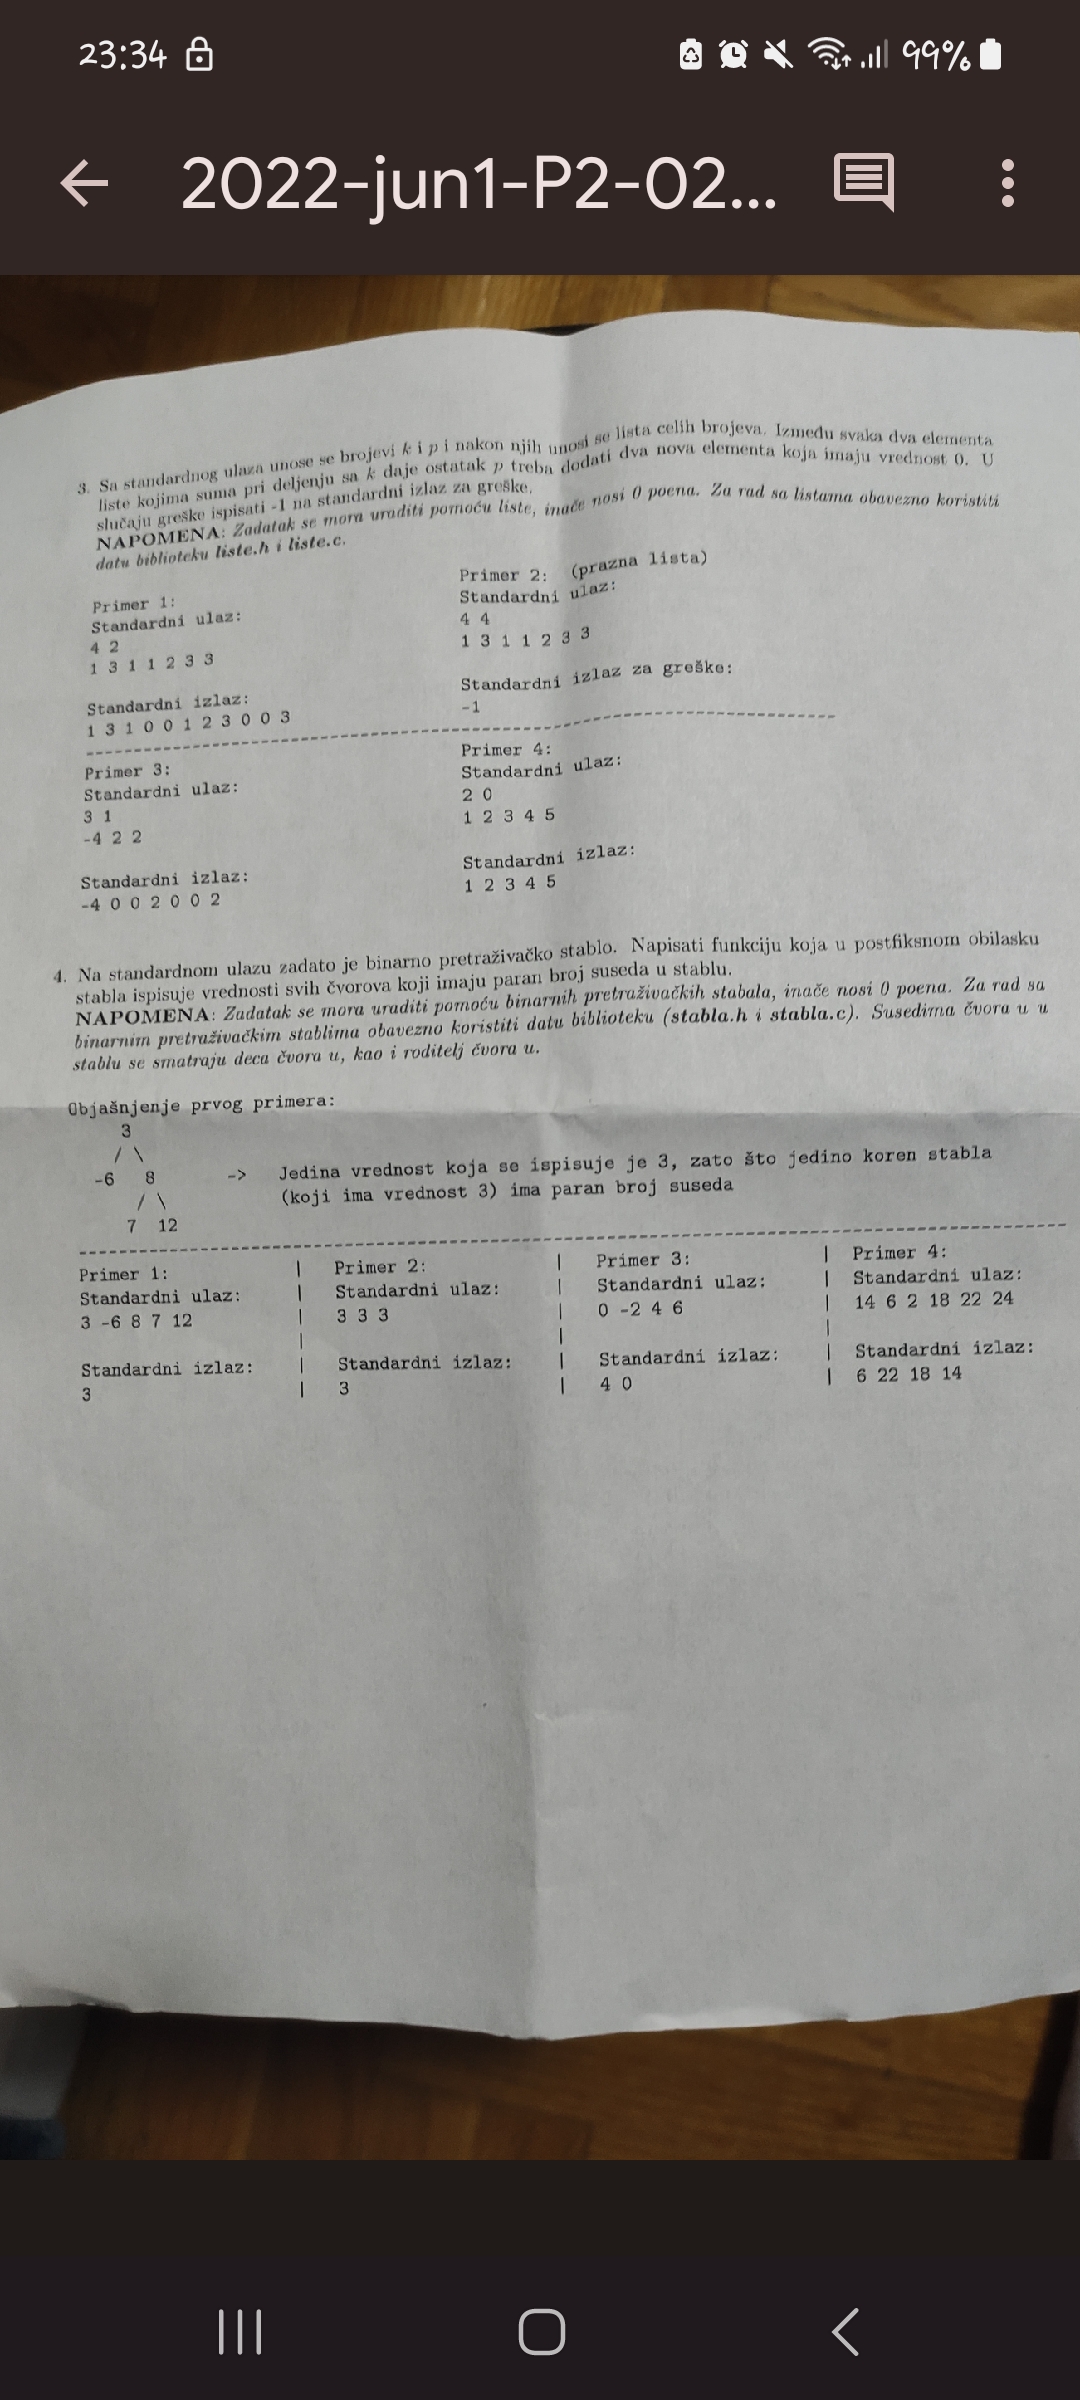 23:34
99%
2022-jun1-P2-02...
3. Sa standardnog ulaza unose se brojevi k i p i nakon njih unosi se lista celih brojeva. Između svaka dva elementa
liste kojima suma pri deljenju sa k daje ostatak p treba dodati dva nova elementa koja imaju vrednost 0. U
slučaju greške ispisati -1 na standardni izlaz za greške.
NAPOMENA: Zadatak se mora uraditi pomoću liste, inače nosi 0 poena. Za rad sa listama obavezno koristiti
datu biblioteku liste.h i liste.c.
Primer 1:
Standardni ulaz:
4 2
1 3 1 1 2 3 3
Standardni izlaz:
1 3 1 0 0 1 2 3 0 0 3
Primer 2: (prazna lista)
Standardni ulaz:
4 4
1 3 1 1 2 3 3
Standardni izlaz za greške:
-1
Primer 3:
Standardni ulaz:
3 1
-4 2 2
Standardni izlaz:
-4 0 0 2 0 0 2
Primer 4:
Standardni ulaz:
2 0
1 2 3 4 5
Standardni izlaz:
1 2 3 4 5
4. Na standardnom ulazu zadato je binarno pretraživačko stablo. Napisati funkciju koja u postfiksnom obilasku
stabla ispisuje vrednosti svih čvorova koji imaju paran broj suseda u stablu.
NAPOMENA: Zadatak se mora uraditi pomoću binarnih pretraživačkih stabala, inače nosi 0 poena. Za rad sa
binarnim pretraživačkim stablima obavezno koristiti datu biblioteku (stabla.h i stabla.c). Susedima čvora u u
stablu se smatraju deca čvora u, kao i roditelj čvora u.
Objašnjenje prvog primera:
3
/ \
-6 8
/ \
7 12
-> Jedina vrednost koja se ispisuje je 3, zato što jedino koren stabla
(koji ima vrednost 3) ima paran broj suseda
Primer 1:
Standardni ulaz:
3 -6 8 7 12
Standardni izlaz:
3
Primer 2:
Standardni ulaz:
3 3 3
Standardni izlaz:
3
Primer 3:
Standardni ulaz:
0 -2 4 6
Standardni izlaz:
4 0
Primer 4:
Standardni ulaz:
14 6 2 18 22 24
Standardni izlaz:
6 22 18 14